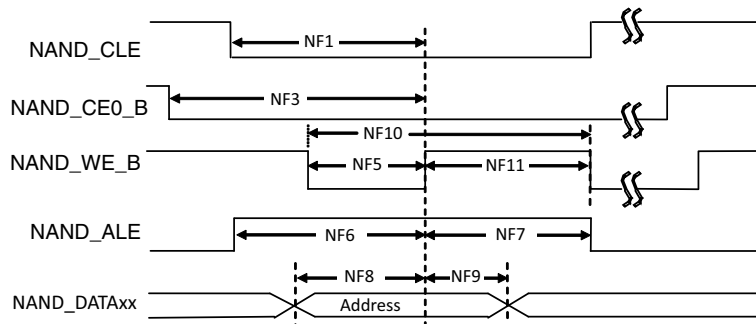 NAND_CLE
NF1
NAND_CE0_B
NF3
NF10
NAND_WE_B
NF5
NF11
NAND_ALE
NF6
NF7
NF8
NF9
NAND_DATAxx
Address